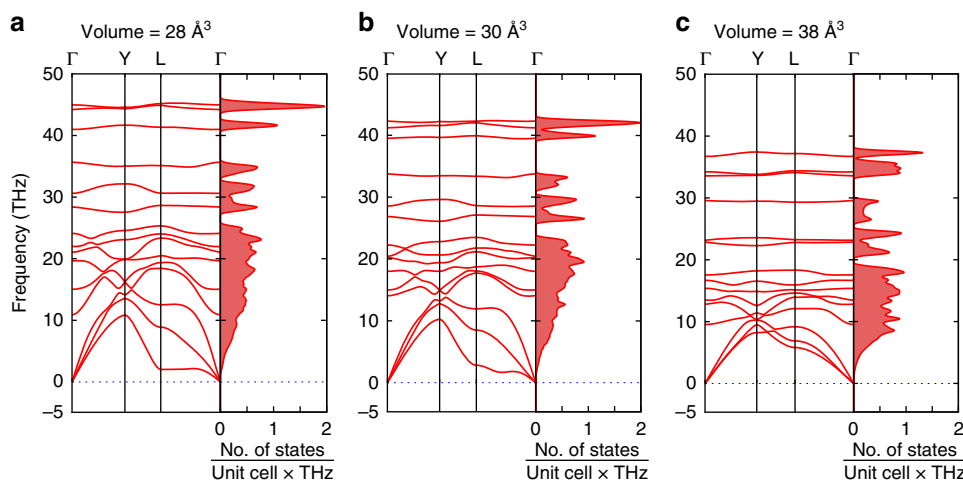 a
Volume = 28 Å³
Γ Y L Γ
50
40
30
20
10
0
−5
Frequency (THz)
0 1 2
No. of states
Unit cell × THz
b
Volume = 30 Å³
Γ Y L Γ
50
40
30
20
10
0
−5
0 1 2
No. of states
Unit cell × THz
c
Volume = 38 Å³
Γ Y L Γ
50
40
30
20
10
0
−5
0 1 2
No. of states
Unit cell × THz